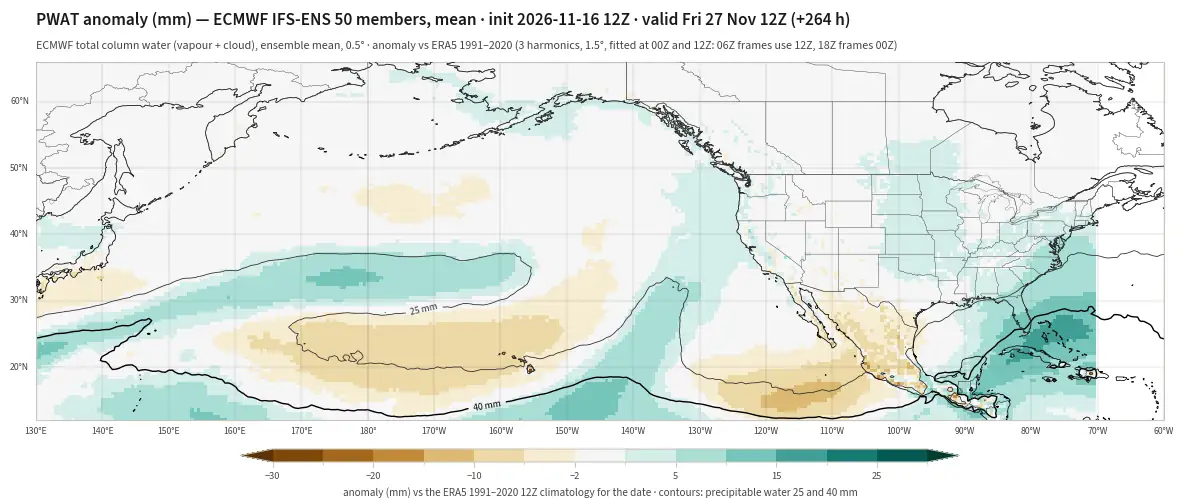 PWAT anomaly (mm) — ECMWF IFS-ENS 50 members, mean · init 2026-11-16 12Z · valid Fri 27 Nov 12Z (+264 h)
ECMWF total column water (vapour + cloud), ensemble mean, 0.5° · anomaly vs ERA5 1991–2020 (3 harmonics, 1.5°, fitted at 00Z and 12Z: 06Z frames use 12Z, 18Z frames 00Z)
60°N
50°N
40°N
30°N
20°N
25 mm
40 mm
130°E 140°E 150°E 160°E 170°E 180° 170°W 160°W 150°W 140°W 130°W 120°W 110°W 100°W 90°W 80°W 70°W 60°W
−30 −20 −10 −2 5 15 25
anomaly (mm) vs the ERA5 1991–2020 12Z climatology for the date · contours: precipitable water 25 and 40 mm